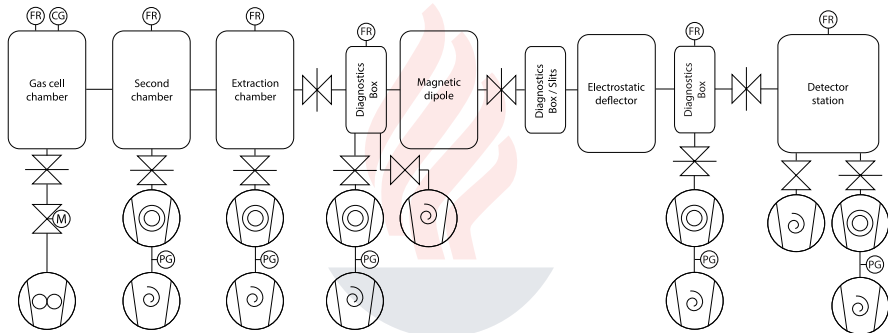 FR
CG
FR
FR
FR
FR
FR
Gas cell
chamber
Second
chamber
Extraction
chamber
Diagnostics
Box
Magnetic
dipole
Diagnostics
Box / Slits
Electrostatic
deflector
Diagnostics
Box
Detector
station
M
PG
PG
PG
PG
PG